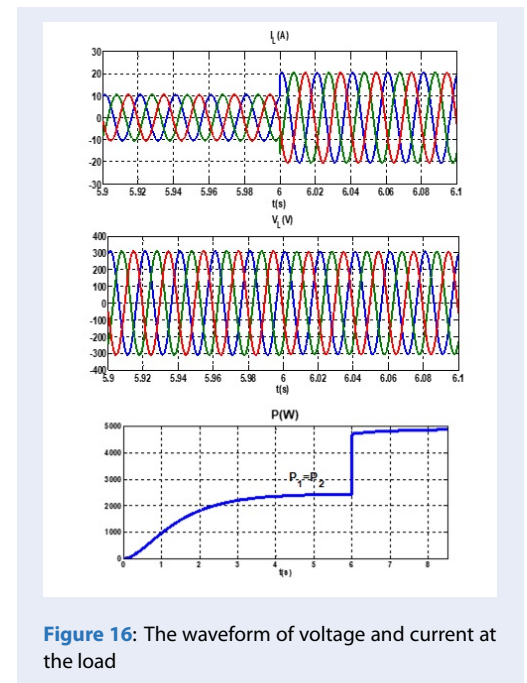 I_L (A)
30
20
10
0
-10
-20
-30
5.9 5.92 5.94 5.96 5.98 6 6.02 6.04 6.06 6.08 6.1
t(s)
V_L (V)
400
300
200
100
0
-100
-200
-300
-400
5.9 5.92 5.94 5.96 5.98 6 6.02 6.04 6.06 6.08 6.1
t(s)
P(W)
5000
4000
3000
2000
1000
0
P_1=P_2
0 1 2 3 4 5 6 7 8
t(s)
Figure 16: The waveform of voltage and current at
the load